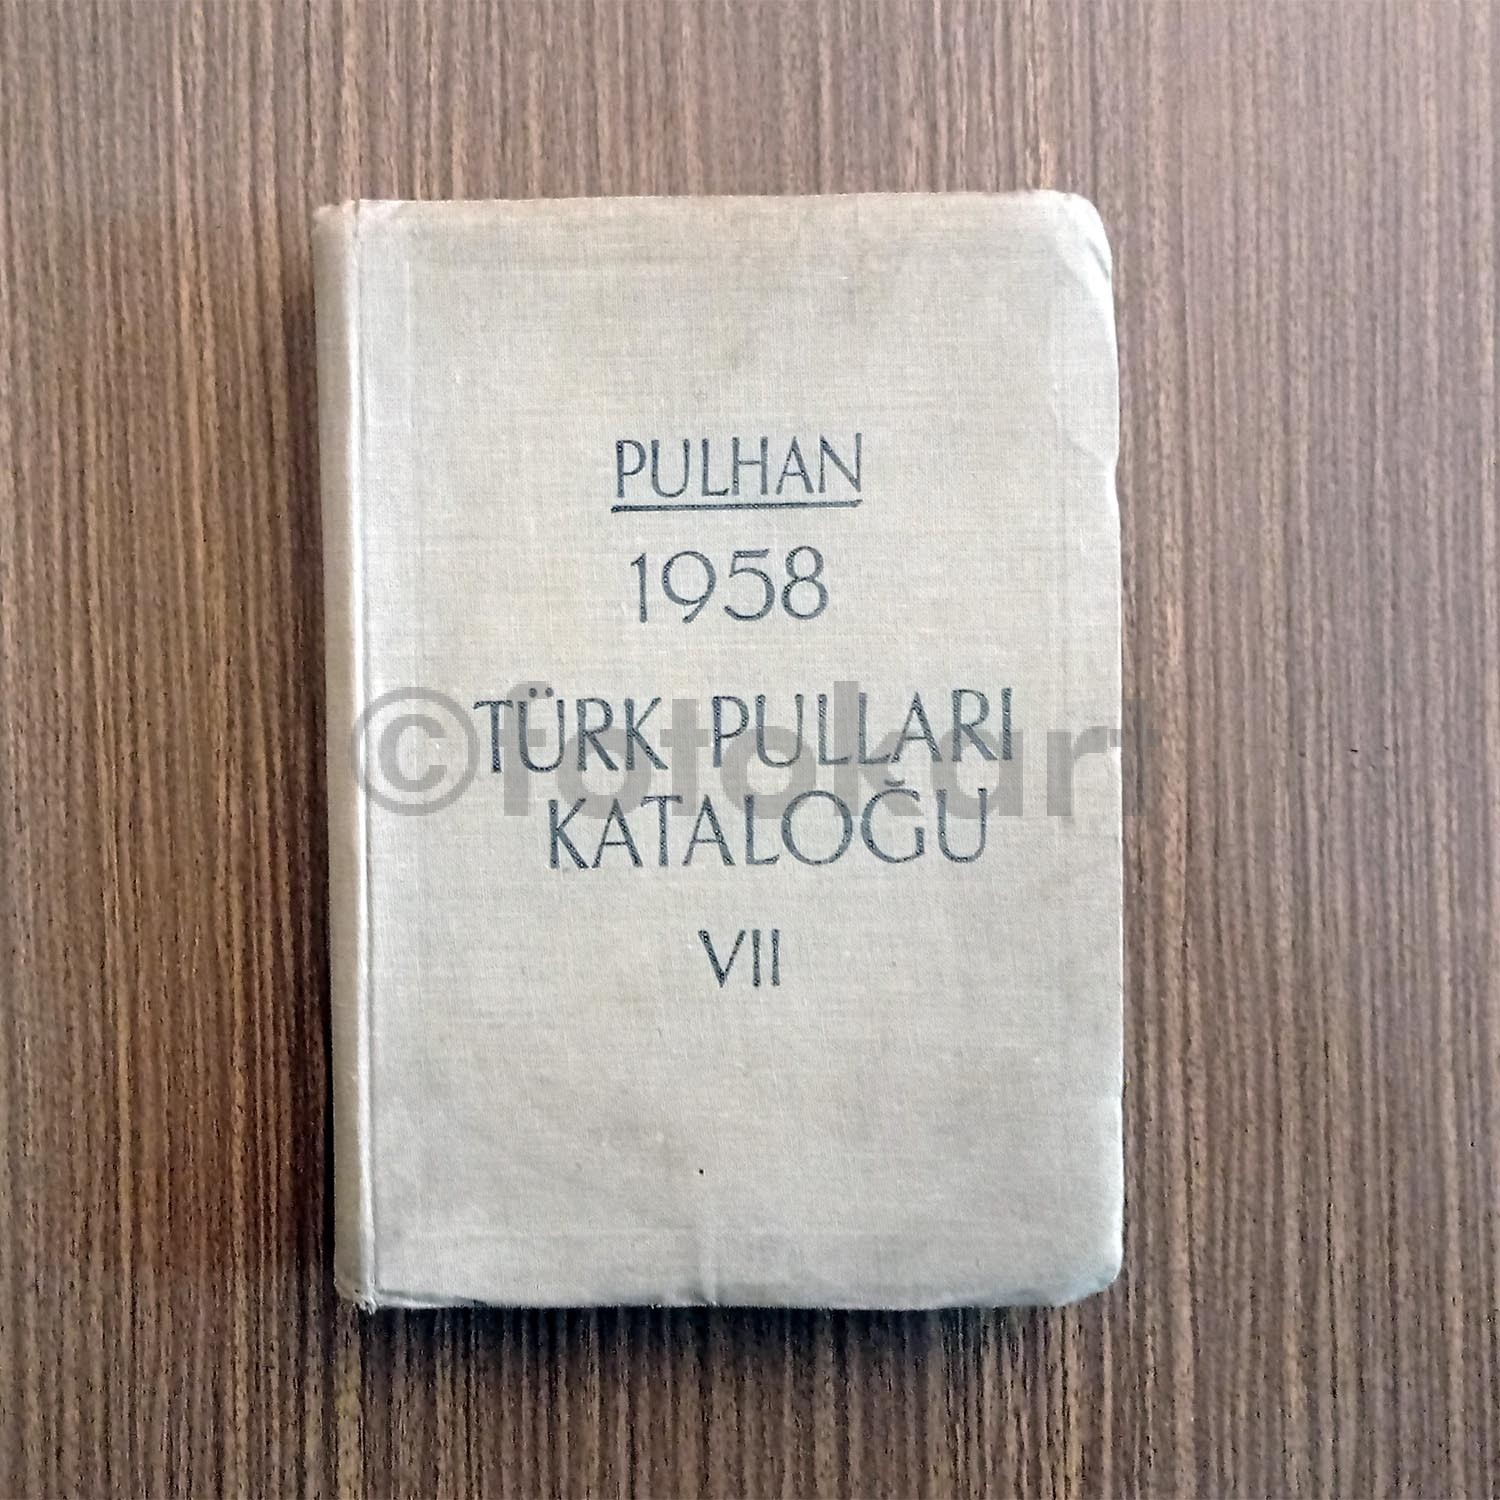 PULHAN
1958
TÜRK PULLARI
KATALOĞU
VII
©fotokart